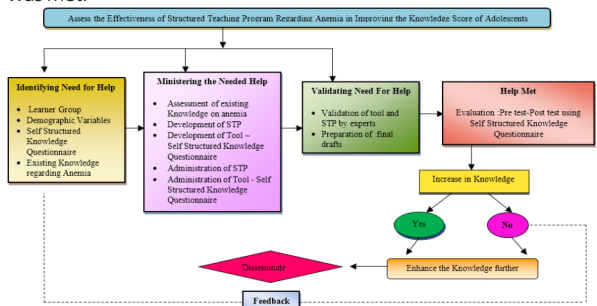 was met.
Assess the Effectiveness of Structured Teaching Program Regarding Anemia in Improving the Knowledge Score of Adolescents
Identifying Need for Help
• Learner Group
• Demographic Variables
• Self Structured
Knowledge
Questionnaire
• Existing Knowledge
regarding Anemia
Ministering the Needed Help
• Assessment of existing
Knowledge on anemia
• Development of STP
• Development of Tool –
Self Structured Knowledge
Questionnaire
• Administration of STP
• Administration of Tool - Self
Structured Knowledge
Questionnaire
Validating Need For Help
• Validation of tool and
STP by experts
• Preparation of final
drafts
Help Met
Evaluation :Pre test-Post test using
Self Structured Knowledge
Questionnaire
Increase in Knowledge
Yes
No
Disseminate
Enhance the Knowledge further
Feedback